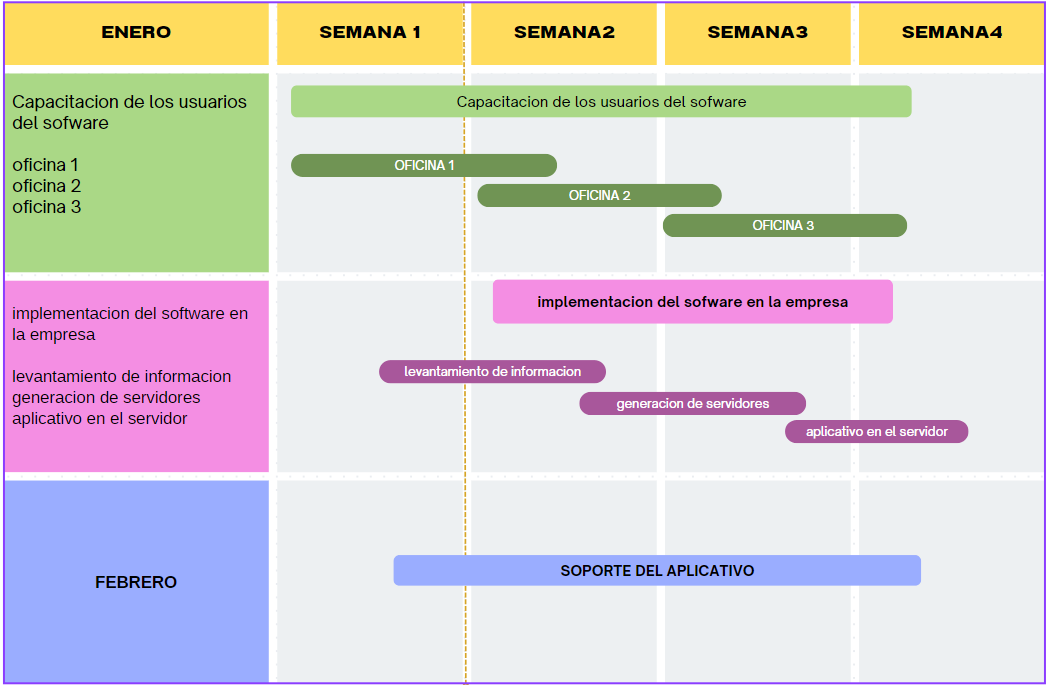 ENERO
SEMANA 1
SEMANA2
SEMANA3
SEMANA4
Capacitacion de los usuarios
del sofware
oficina 1
oficina 2
oficina 3
Capacitacion de los usuarios del sofware
OFICINA 1
OFICINA 2
OFICINA 3
implementacion del software en
la empresa
levantamiento de informacion
generacion de servidores
aplicativo en el servidor
implementacion del sofware en la empresa
levantamiento de informacion
generacion de servidores
aplicativo en el servidor
FEBRERO
SOPORTE DEL APLICATIVO